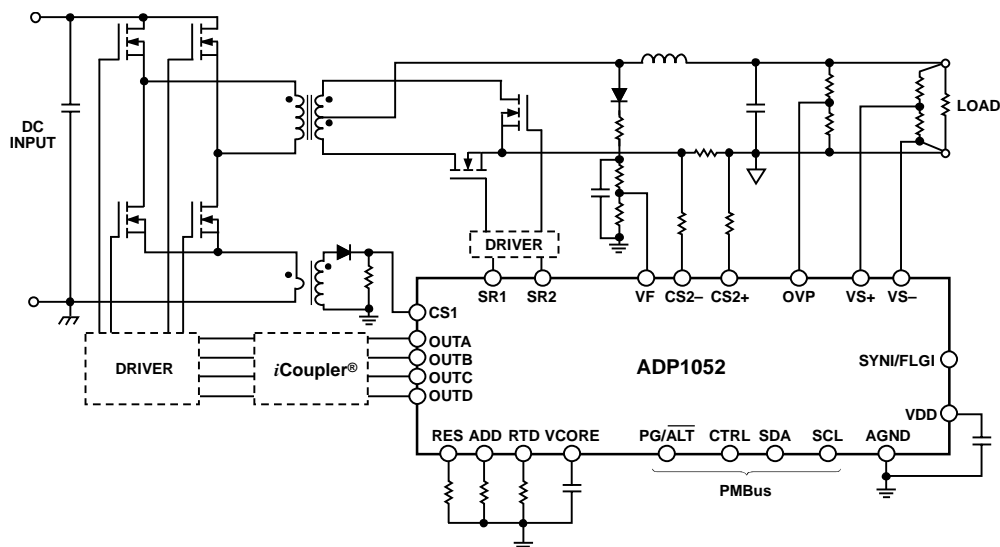 DC
INPUT
LOAD
DRIVER
SR1 SR2 VF CS2– CS2+ OVP VS+ VS–
CS1
OUTA
OUTB
OUTC
OUTD
DRIVER
iCoupler®
ADP1052
SYNI/FLGI
VDD
RES ADD RTD VCORE PG/ALT CTRL SDA SCL AGND
PMBus